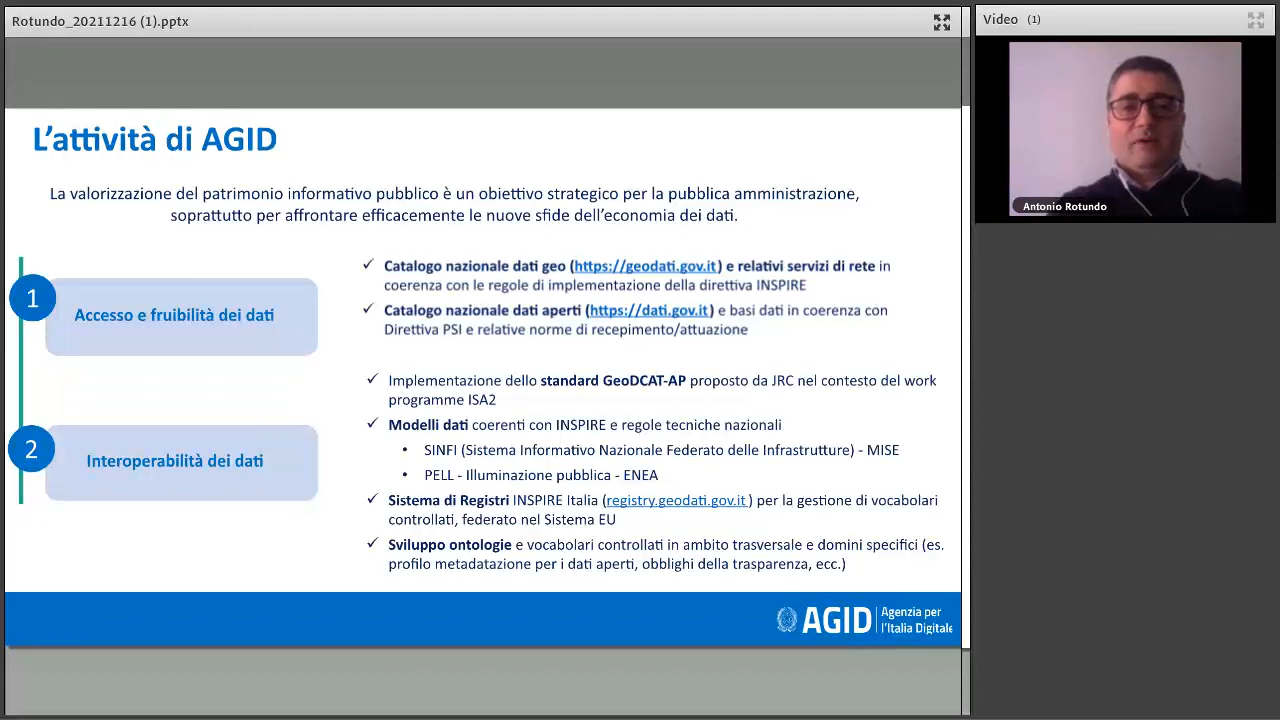 Rotundo_20211216 (1).pptx
Video (1)
Antonio Rotundo
L'attività di AGID
La valorizzazione del patrimonio informativo pubblico è un obiettivo strategico per la pubblica amministrazione,
soprattutto per affrontare efficacemente le nuove sfide dell'economia dei dati.
1
Accesso e fruibilità dei dati
✓ Catalogo nazionale dati geo (https://geodati.gov.it) e relativi servizi di rete in
coerenza con le regole di implementazione della direttiva INSPIRE
✓ Catalogo nazionale dati aperti (https://dati.gov.it) e basi dati in coerenza con
Direttiva PSI e relative norme di recepimento/attuazione
2
Interoperabilità dei dati
✓ Implementazione dello standard GeoDCAT-AP proposto da JRC nel contesto del work
programme ISA2
✓ Modelli dati coerenti con INSPIRE e regole tecniche nazionali
• SINFI (Sistema Informativo Nazionale Federato delle Infrastrutture) - MISE
• PELL - Illuminazione pubblica - ENEA
✓ Sistema di Registri INSPIRE Italia (registry.geodati.gov.it) per la gestione di vocabolari
controllati, federato nel Sistema EU
✓ Sviluppo ontologie e vocabolari controllati in ambito trasversale e domini specifici (es.
profilo metadatazione per i dati aperti, obblighi della trasparenza, ecc.)
AGID
Agenzia per
l'Italia Digitale